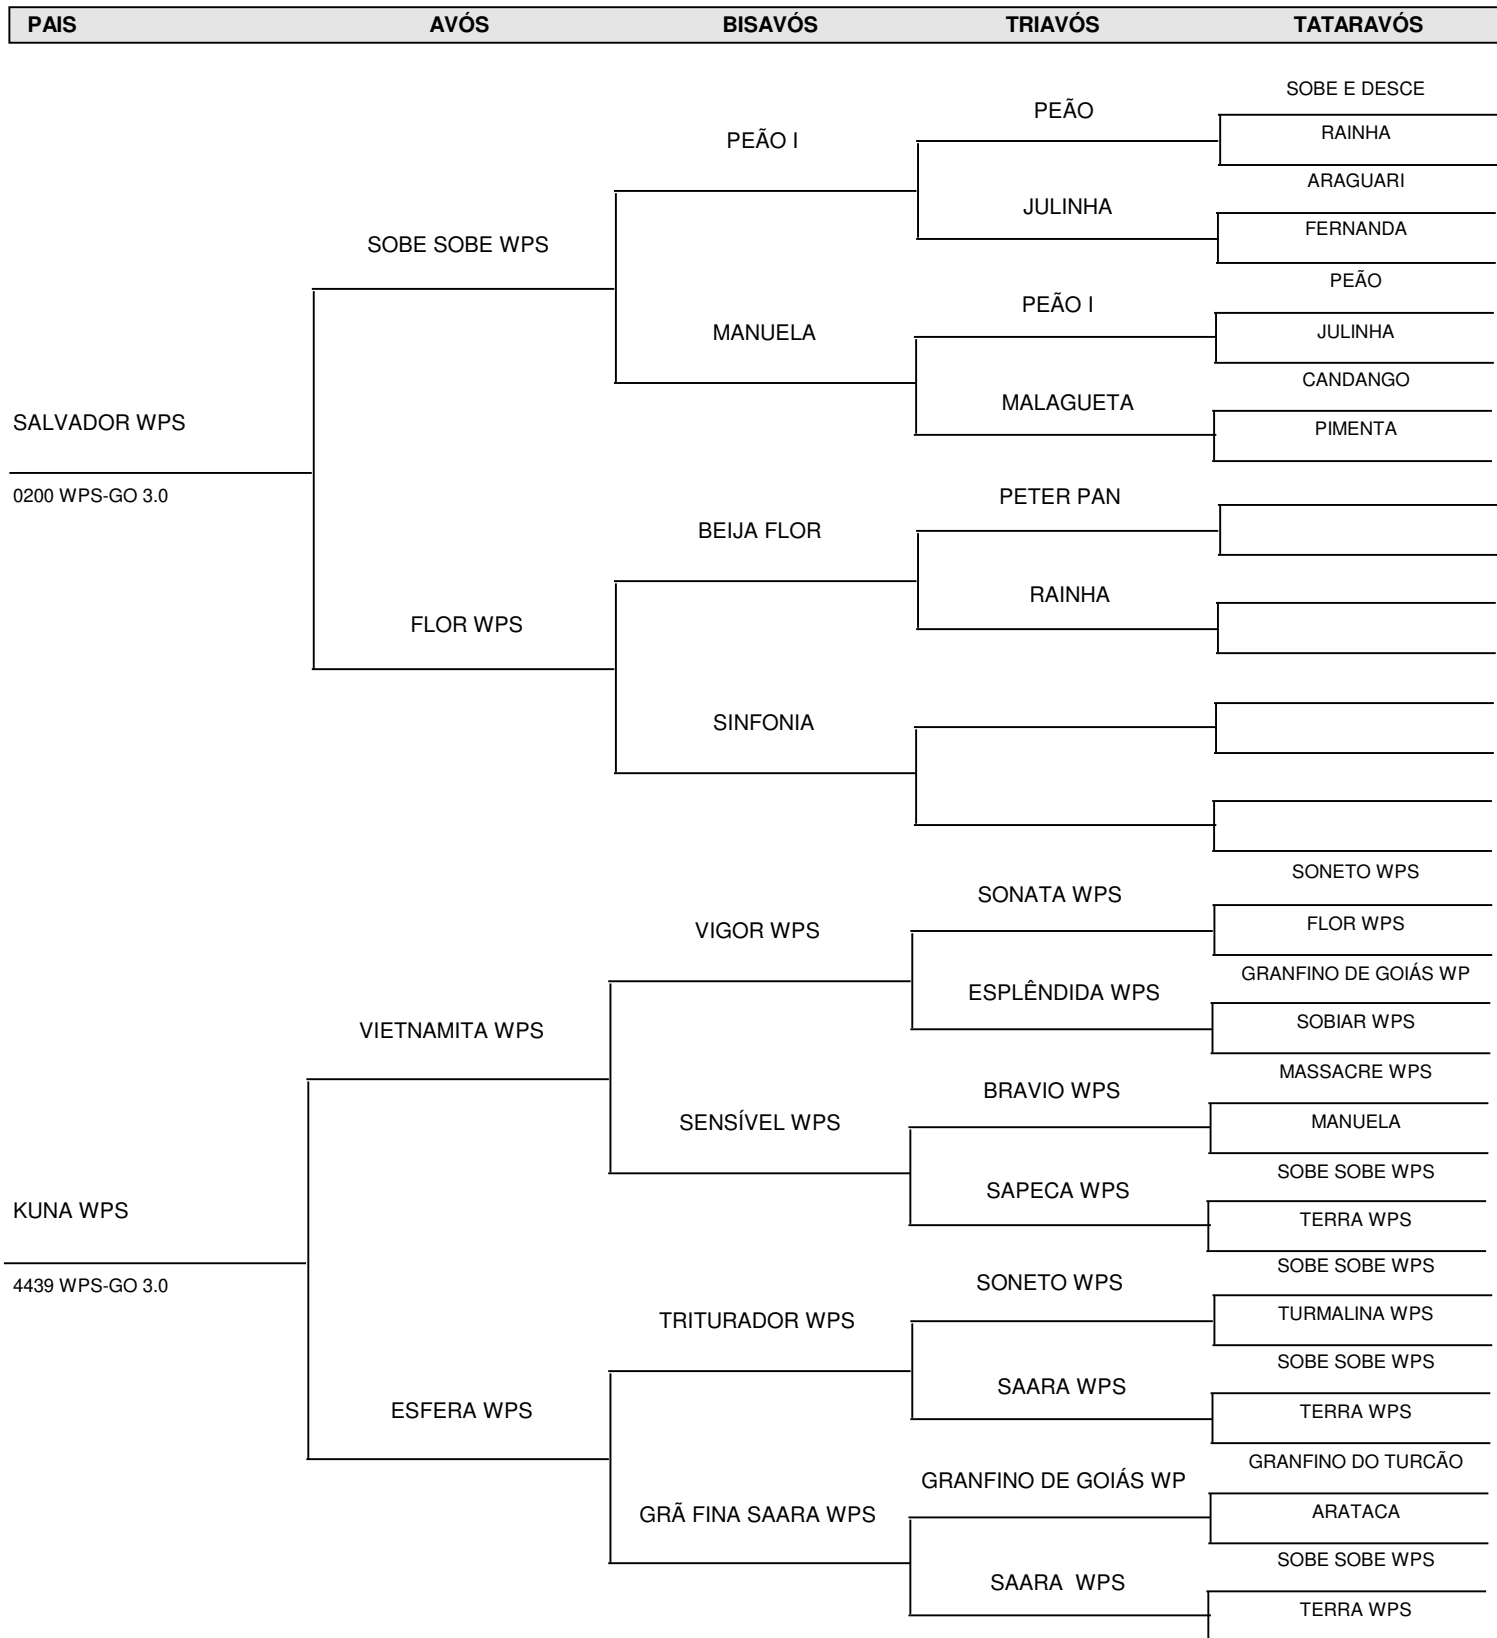 PAIS AVÓS BISAVÓS TRIAVÓS TATARAVÓS
SOBE E DESCE
PEÃO
RAINHA
PEÃO I
ARAGUARI
JULINHA
FERNANDA
SOBE SOBE WPS
PEÃO
PEÃO I
JULINHA
MANUELA
CANDANGO
MALAGUETA
SALVADOR WPS
PIMENTA
0200 WPS-GO 3.0
PETER PAN
BEIJA FLOR
RAINHA
FLOR WPS
SINFONIA
SONETO WPS
SONATA WPS
FLOR WPS
VIGOR WPS
GRANFINO DE GOIÁS WP
ESPLÊNDIDA WPS
SOBIAR WPS
VIETNAMITA WPS
MASSACRE WPS
BRAVIO WPS
MANUELA
SENSÍVEL WPS
SOBE SOBE WPS
SAPECA WPS
KUNA WPS
TERRA WPS
SOBE SOBE WPS
4439 WPS-GO 3.0
SONETO WPS
TURMALINA WPS
TRITURADOR WPS
SOBE SOBE WPS
SAARA WPS
ESFERA WPS
TERRA WPS
GRANFINO DO TURCÃO
GRANFINO DE GOIÁS WP
ARATACA
GRÃ FINA SAARA WPS
SOBE SOBE WPS
SAARA WPS
TERRA WPS